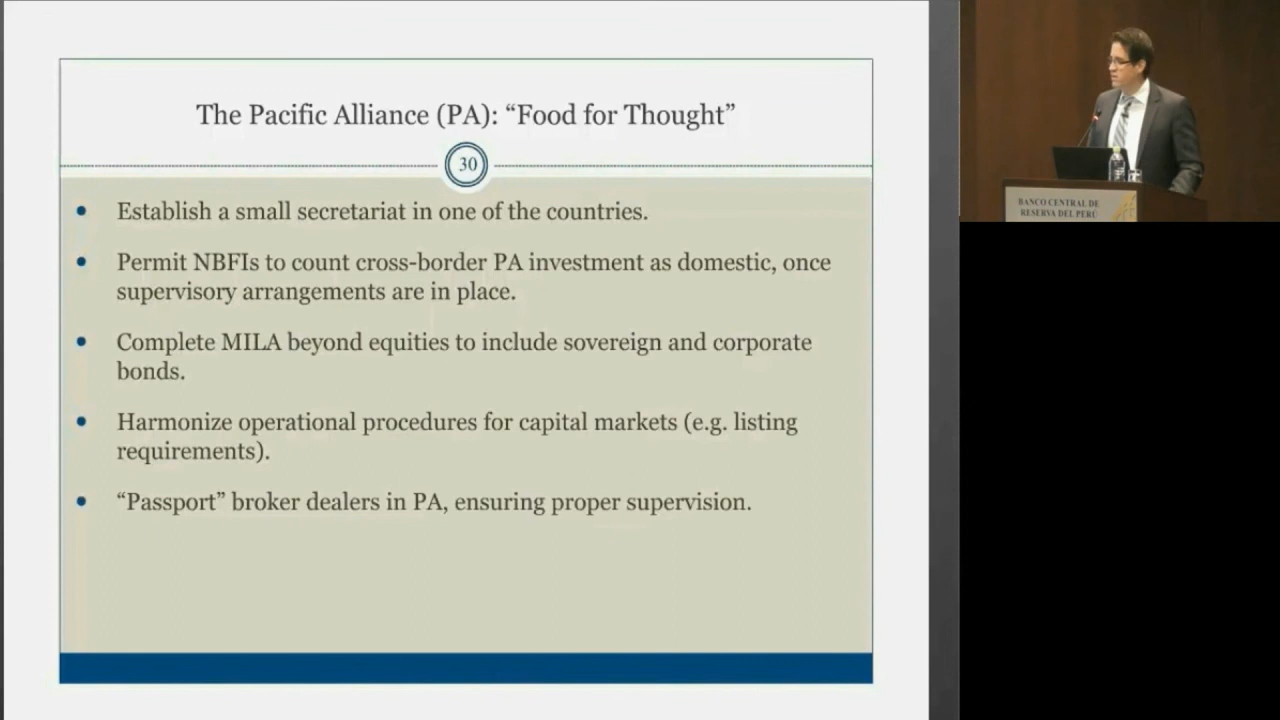 The Pacific Alliance (PA): “Food for Thought”
30
• Establish a small secretariat in one of the countries.
• Permit NBFIs to count cross-border PA investment as domestic, once
supervisory arrangements are in place.
• Complete MILA beyond equities to include sovereign and corporate
bonds.
• Harmonize operational procedures for capital markets (e.g. listing
requirements).
• “Passport” broker dealers in PA, ensuring proper supervision.
BANCO CENTRAL DE
RESERVA DEL PERÚ